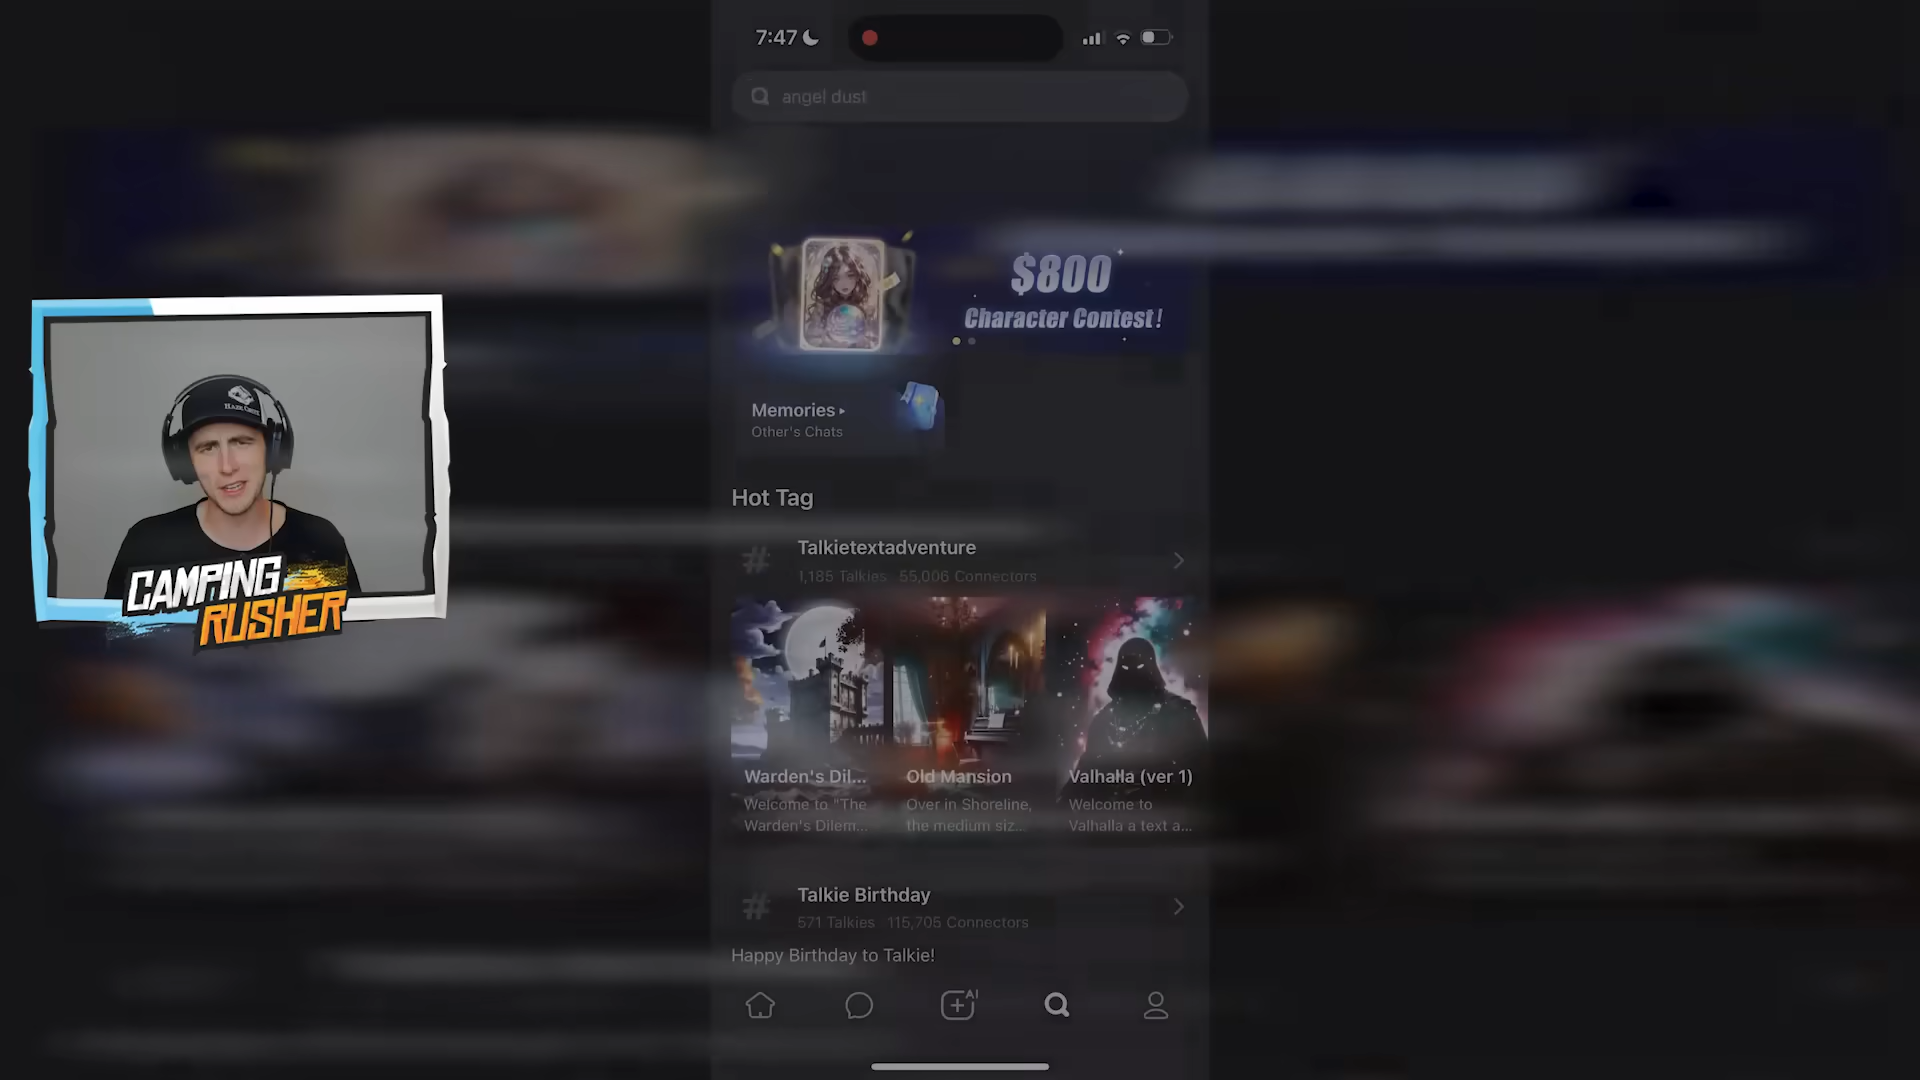 7:47
angel dust
$800
Character Contest!
Memories
Other's Chats
Hot Tag
# Talkietextadventure
1,185 Talkies 55,006 Connectors
Warden's Dil...
Welcome to "The
Warden's Dilem...
Old Mansion
Over in Shoreline,
the medium siz...
Valhalla (ver 1)
Welcome to
Valhalla a text a...
# Talkie Birthday
571 Talkies 115,705 Connectors
Happy Birthday to Talkie!
AI
CAMPING
RUSHER